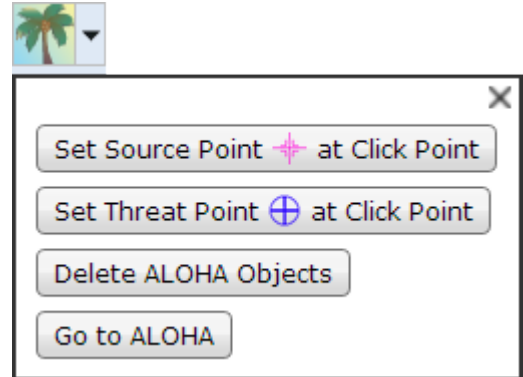 Set Source Point at Click Point
Set Threat Point at Click Point
Delete ALOHA Objects
Go to ALOHA